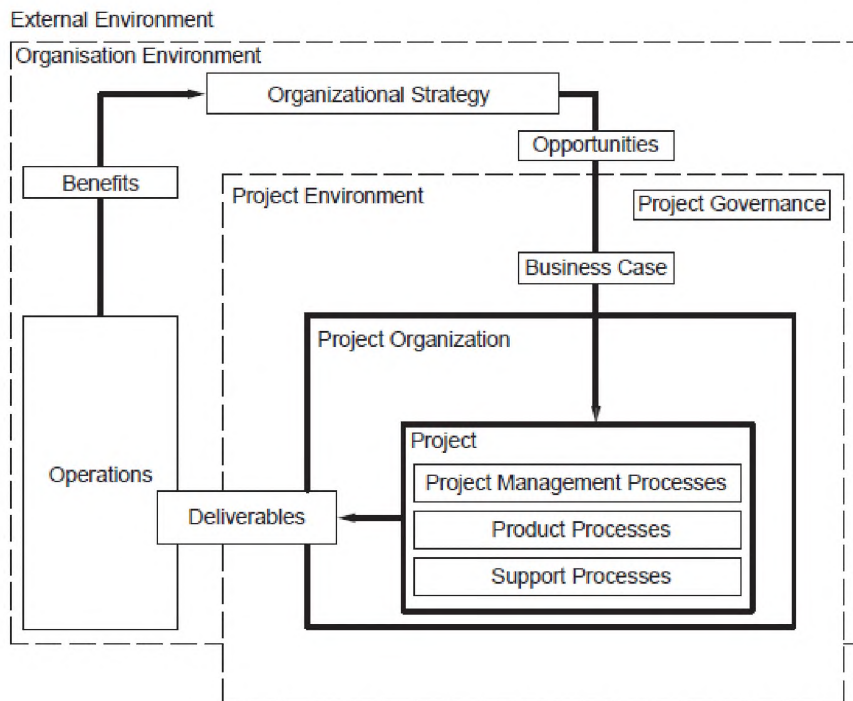 External Environment
Organisation Environment
Organizational Strategy
Opportunities
Benefits
Project Environment
Project Governance
Business Case
Project Organization
Project
Operations
Project Management Processes
Deliverables
Product Processes
Support Processes